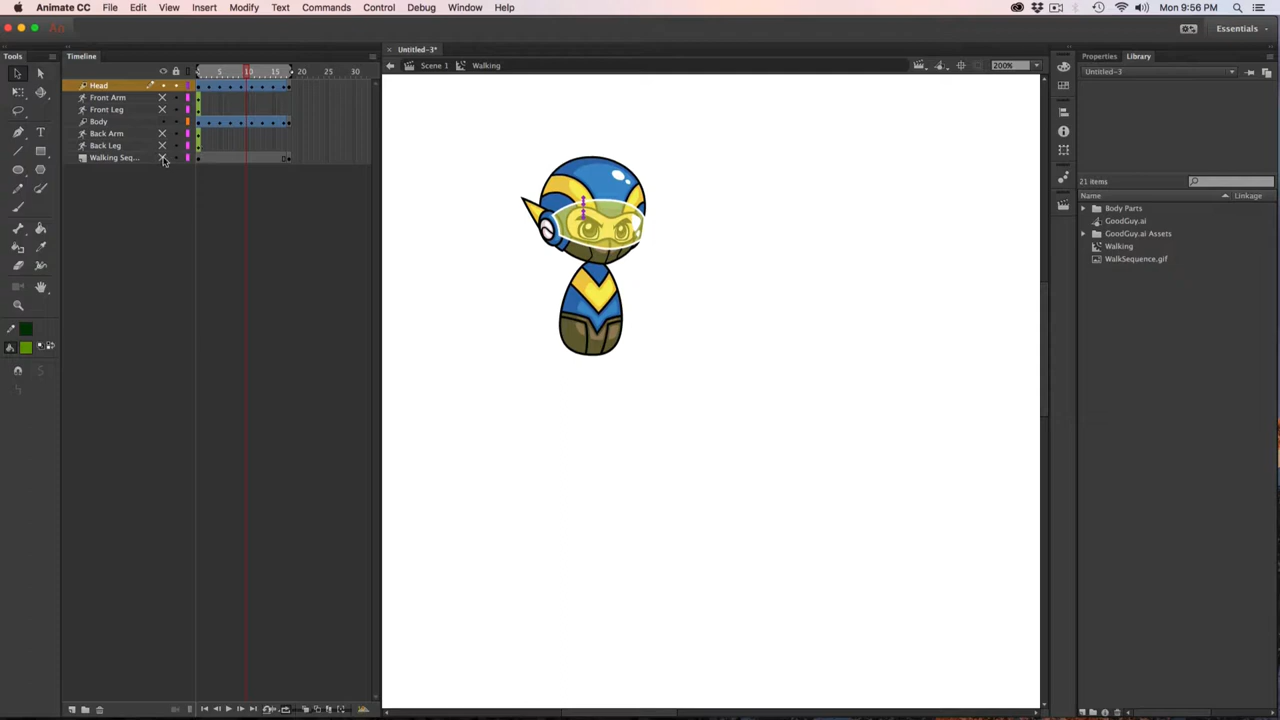 Animate CC File Edit View Insert Modify Text Commands Control Debug Window Help Mon 9:56 PM
An Essentials
Tools Timeline Untitled-3* Properties Library
5 10 15 20 25 30 Scene 1 Walking 200% Untitled-3
Head
Front Arm
Front Leg
Body
Back Arm
Back Leg
Walking Seq...
21 items
Name Linkage
Body Parts
GoodGuy.ai
GoodGuy.ai Assets
Walking
WalkSequence.gif